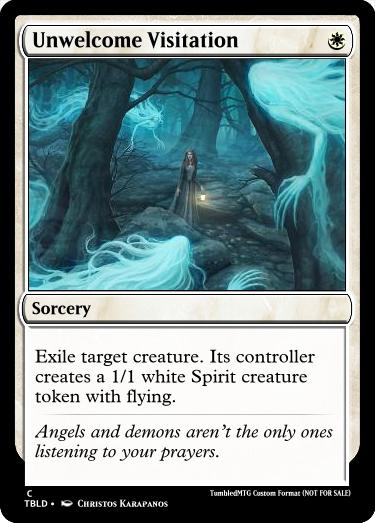 Unwelcome Visitation
Sorcery
Exile target creature. Its controller
creates a 1/1 white Spirit creature
token with flying.
Angels and demons aren't the only ones
listening to your prayers.
C
TBLD • Christos Karapanos
TumbledMTG Custom Format (NOT FOR SALE)